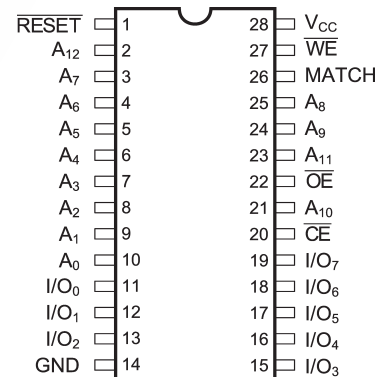 RESET 1 28 VCC
A12 2 27 WE
A7 3 26 MATCH
A6 4 25 A8
A5 5 24 A9
A4 6 23 A11
A3 7 22 OE
A2 8 21 A10
A1 9 20 CE
A0 10 19 I/O7
I/O0 11 18 I/O6
I/O1 12 17 I/O5
I/O2 13 16 I/O4
GND 14 15 I/O3